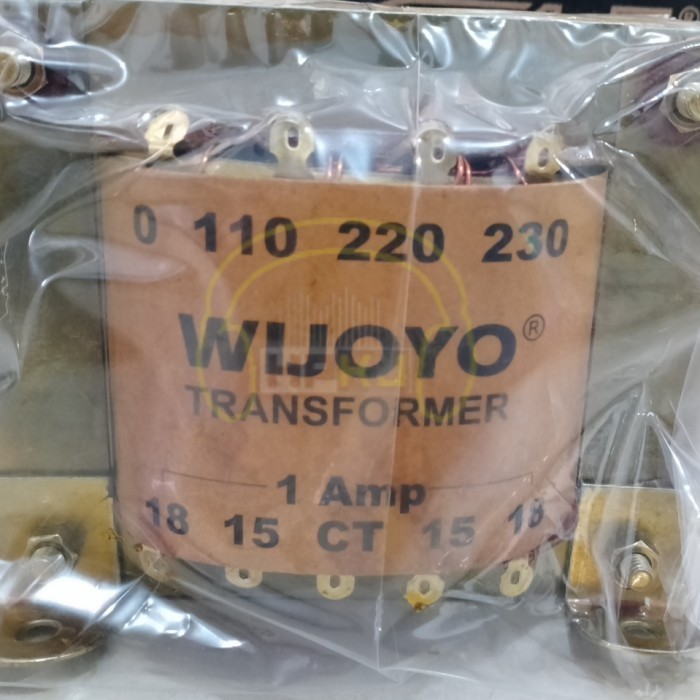 0 110 220 230
WIJOYO®
TRANSFORMER
1 Amp
18 15 CT 15 18